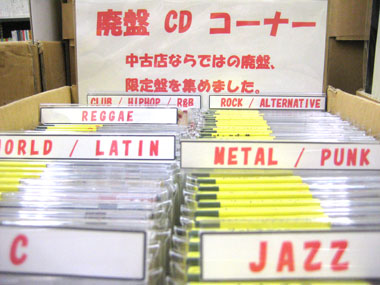 廃盤 CD コーナー
中古店ならではの廃盤、
限定盤を集めました。
CLUB / HIPHOP / R&B
ROCK / ALTERNATIVE
REGGAE
ORLD / LATIN
METAL / PUNK
C
JAZZ